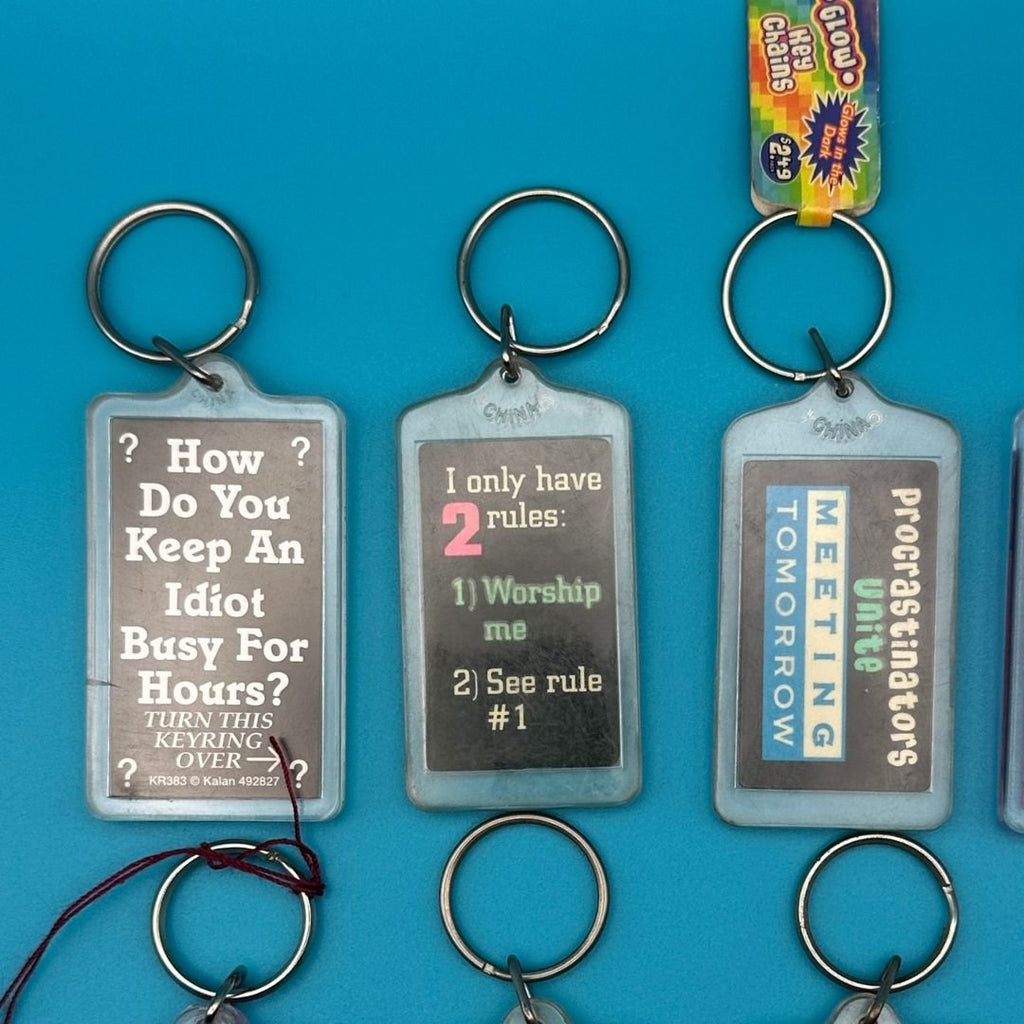 GLOW
Key
Chains
Glows in the
Dark
$2.49
CHINA
? How ?
Do You
Keep An
Idiot
Busy For
Hours?
TURN THIS
KEYRING
OVER →
? ?
KR383 © Kalan 492827
CHINA
I only have
2 rules:
1) Worship
me
2) See rule
#1
CHINA
procrastinators
unite
MEETING
TOMORROW